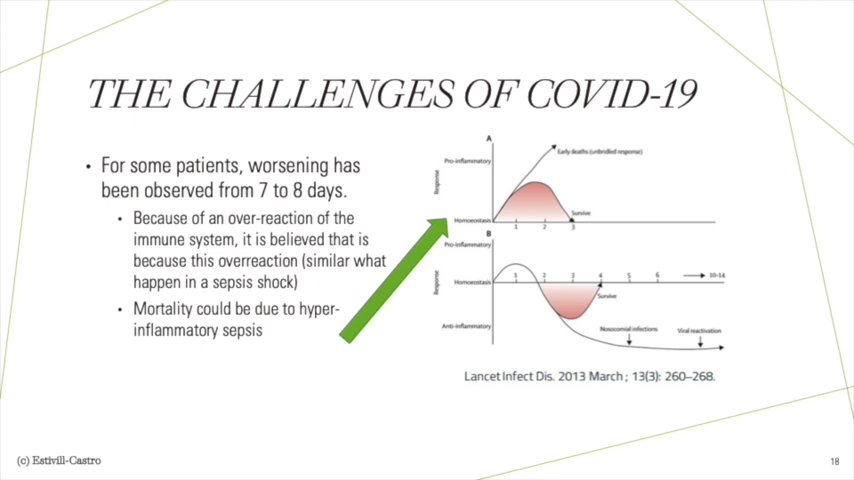 THE CHALLENGES OF COVID-19
• For some patients, worsening has
been observed from 7 to 8 days.
• Because of an over-reaction of the
immune system, it is believed that is
because this overreaction (similar what
happen in a sepsis shock)
• Mortality could be due to hyper-
inflammatory sepsis
A
Early deaths (unbridled response)
Pro-inflammatory
Response
Survive
Homoeostasis
1 2 3
B
Pro-inflammatory
1 2 3 4 5 6 10-14
Homoeostasis
Response
Survive
Anti-inflammatory
Nosocomial infections
Viral reactivation
Lancet Infect Dis. 2013 March ; 13(3): 260–268.
(c) Estivill-Castro
18